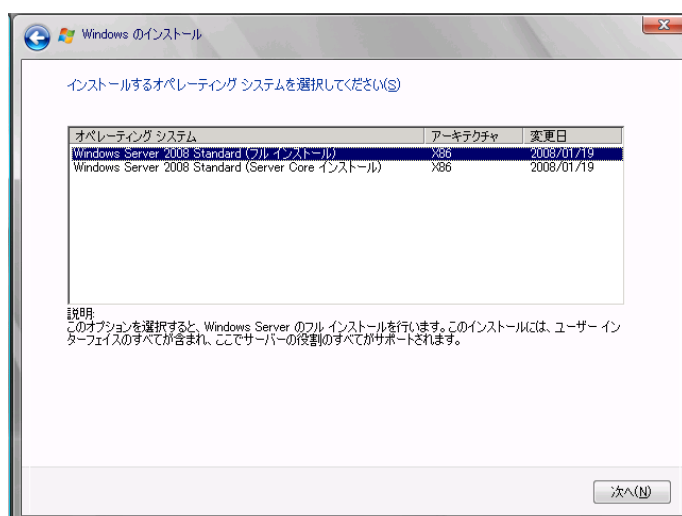 Windows のインストール
インストールするオペレーティング システムを選択してください(S)
オペレーティング システム アーキテクチャ 変更日
Windows Server 2008 Standard (フル インストール) X86 2008/01/19
Windows Server 2008 Standard (Server Core インストール) X86 2008/01/19
説明:
このオプションを選択すると、Windows Server のフル インストールを行います。このインストールには、ユーザー イン
ターフェイスのすべてが含まれ、ここでサーバーの役割のすべてがサポートされます。
次へ(N)